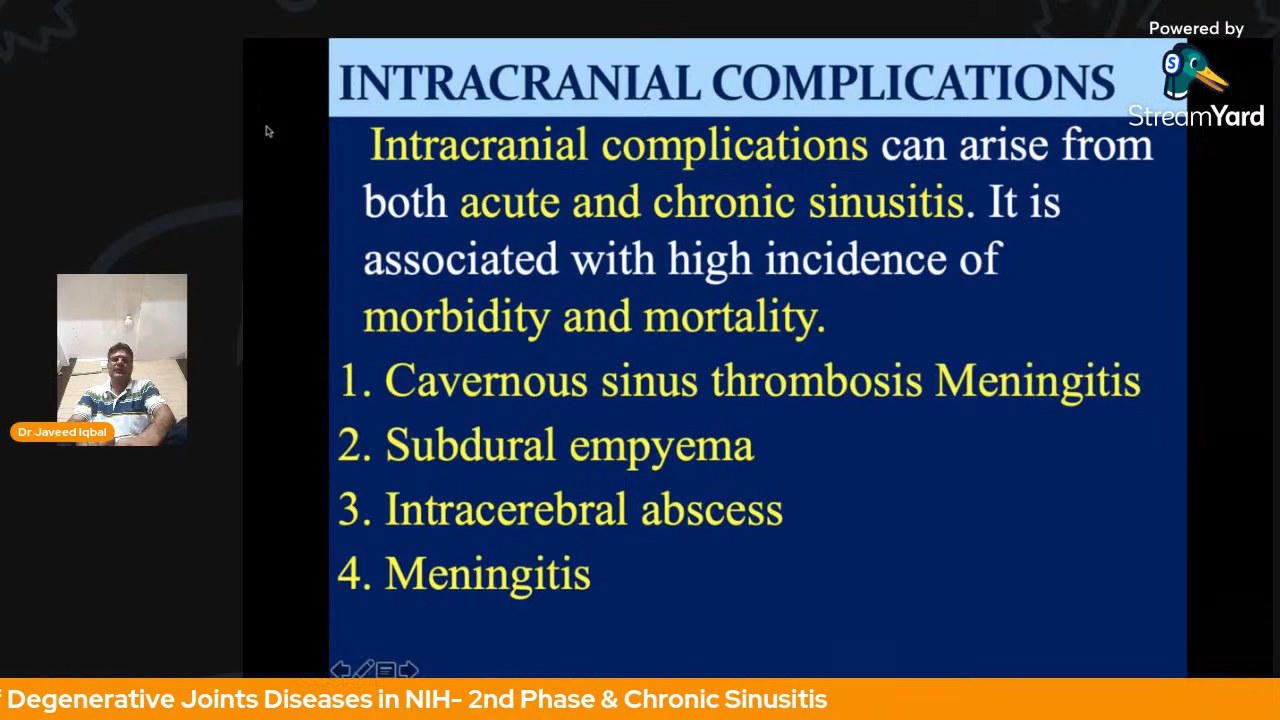 Powered by
StreamYard
INTRACRANIAL COMPLICATIONS
Intracranial complications can arise from
both acute and chronic sinusitis. It is
associated with high incidence of
morbidity and mortality.
1. Cavernous sinus thrombosis Meningitis
2. Subdural empyema
3. Intracerebral abscess
4. Meningitis
Dr Javeed Iqbal
Degenerative Joints Diseases in NIH- 2nd Phase & Chronic Sinusitis